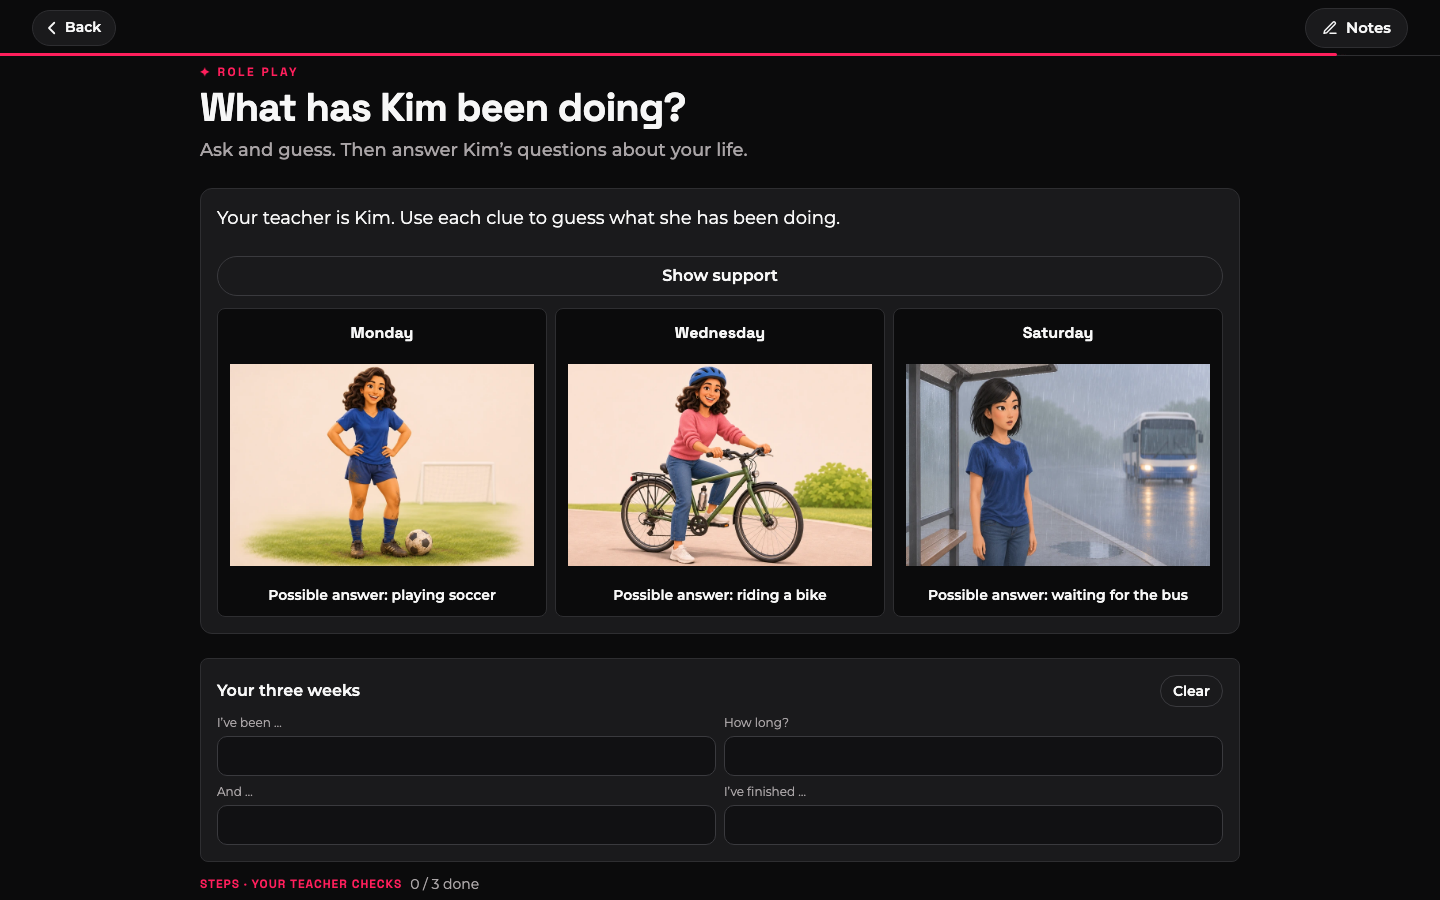 Back
Notes
ROLE PLAY
What has Kim been doing?
Ask and guess. Then answer Kim’s questions about your life.
Your teacher is Kim. Use each clue to guess what she has been doing.
Show support
Monday
Wednesday
Saturday
Possible answer: playing soccer
Possible answer: riding a bike
Possible answer: waiting for the bus
Your three weeks
Clear
I’ve been ...
How long?
And ...
I’ve finished ...
STEPS · YOUR TEACHER CHECKS 0 / 3 done